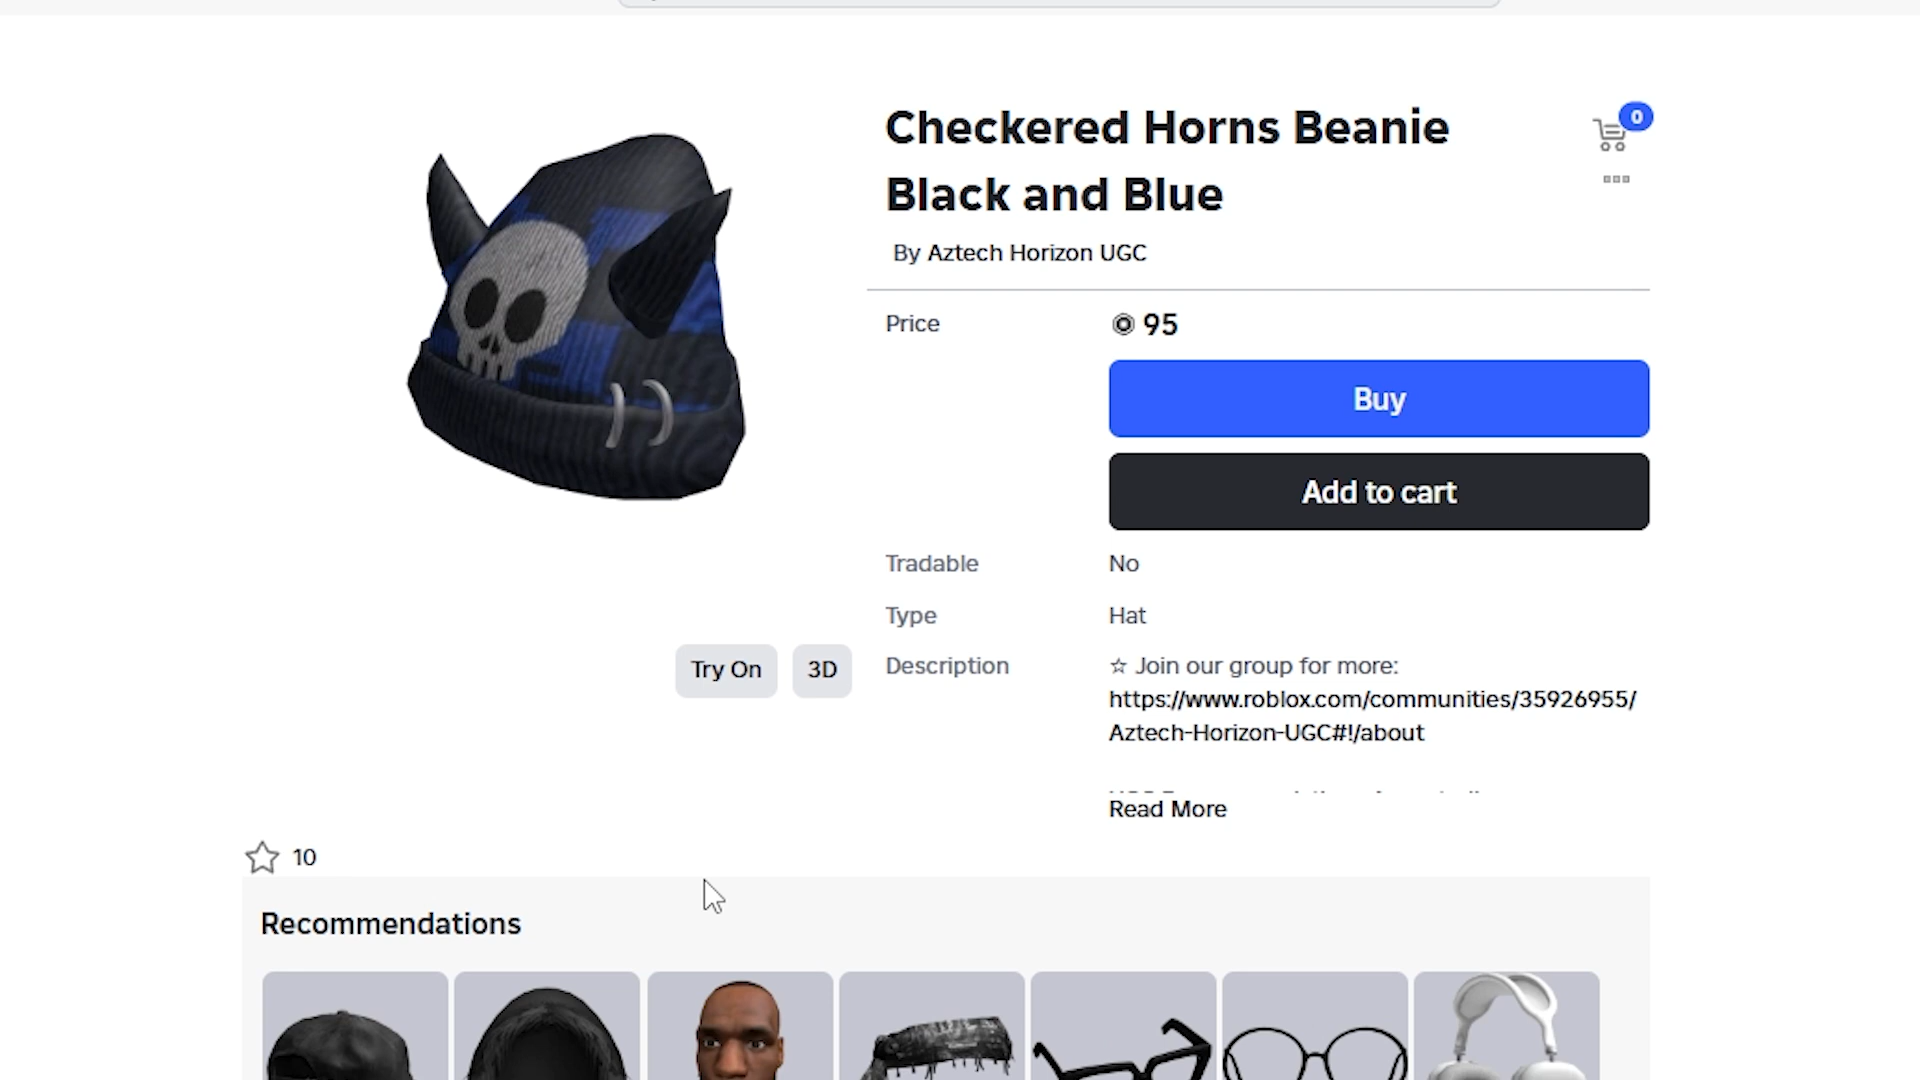 Checkered Horns Beanie
Black and Blue
0
By Aztech Horizon UGC
Price
95
Buy
Add to cart
Tradable
No
Type
Hat
Try On
3D
Description
☆ Join our group for more:
https://www.roblox.com/communities/35926955/
Aztech-Horizon-UGC#!/about
Read More
10
Recommendations